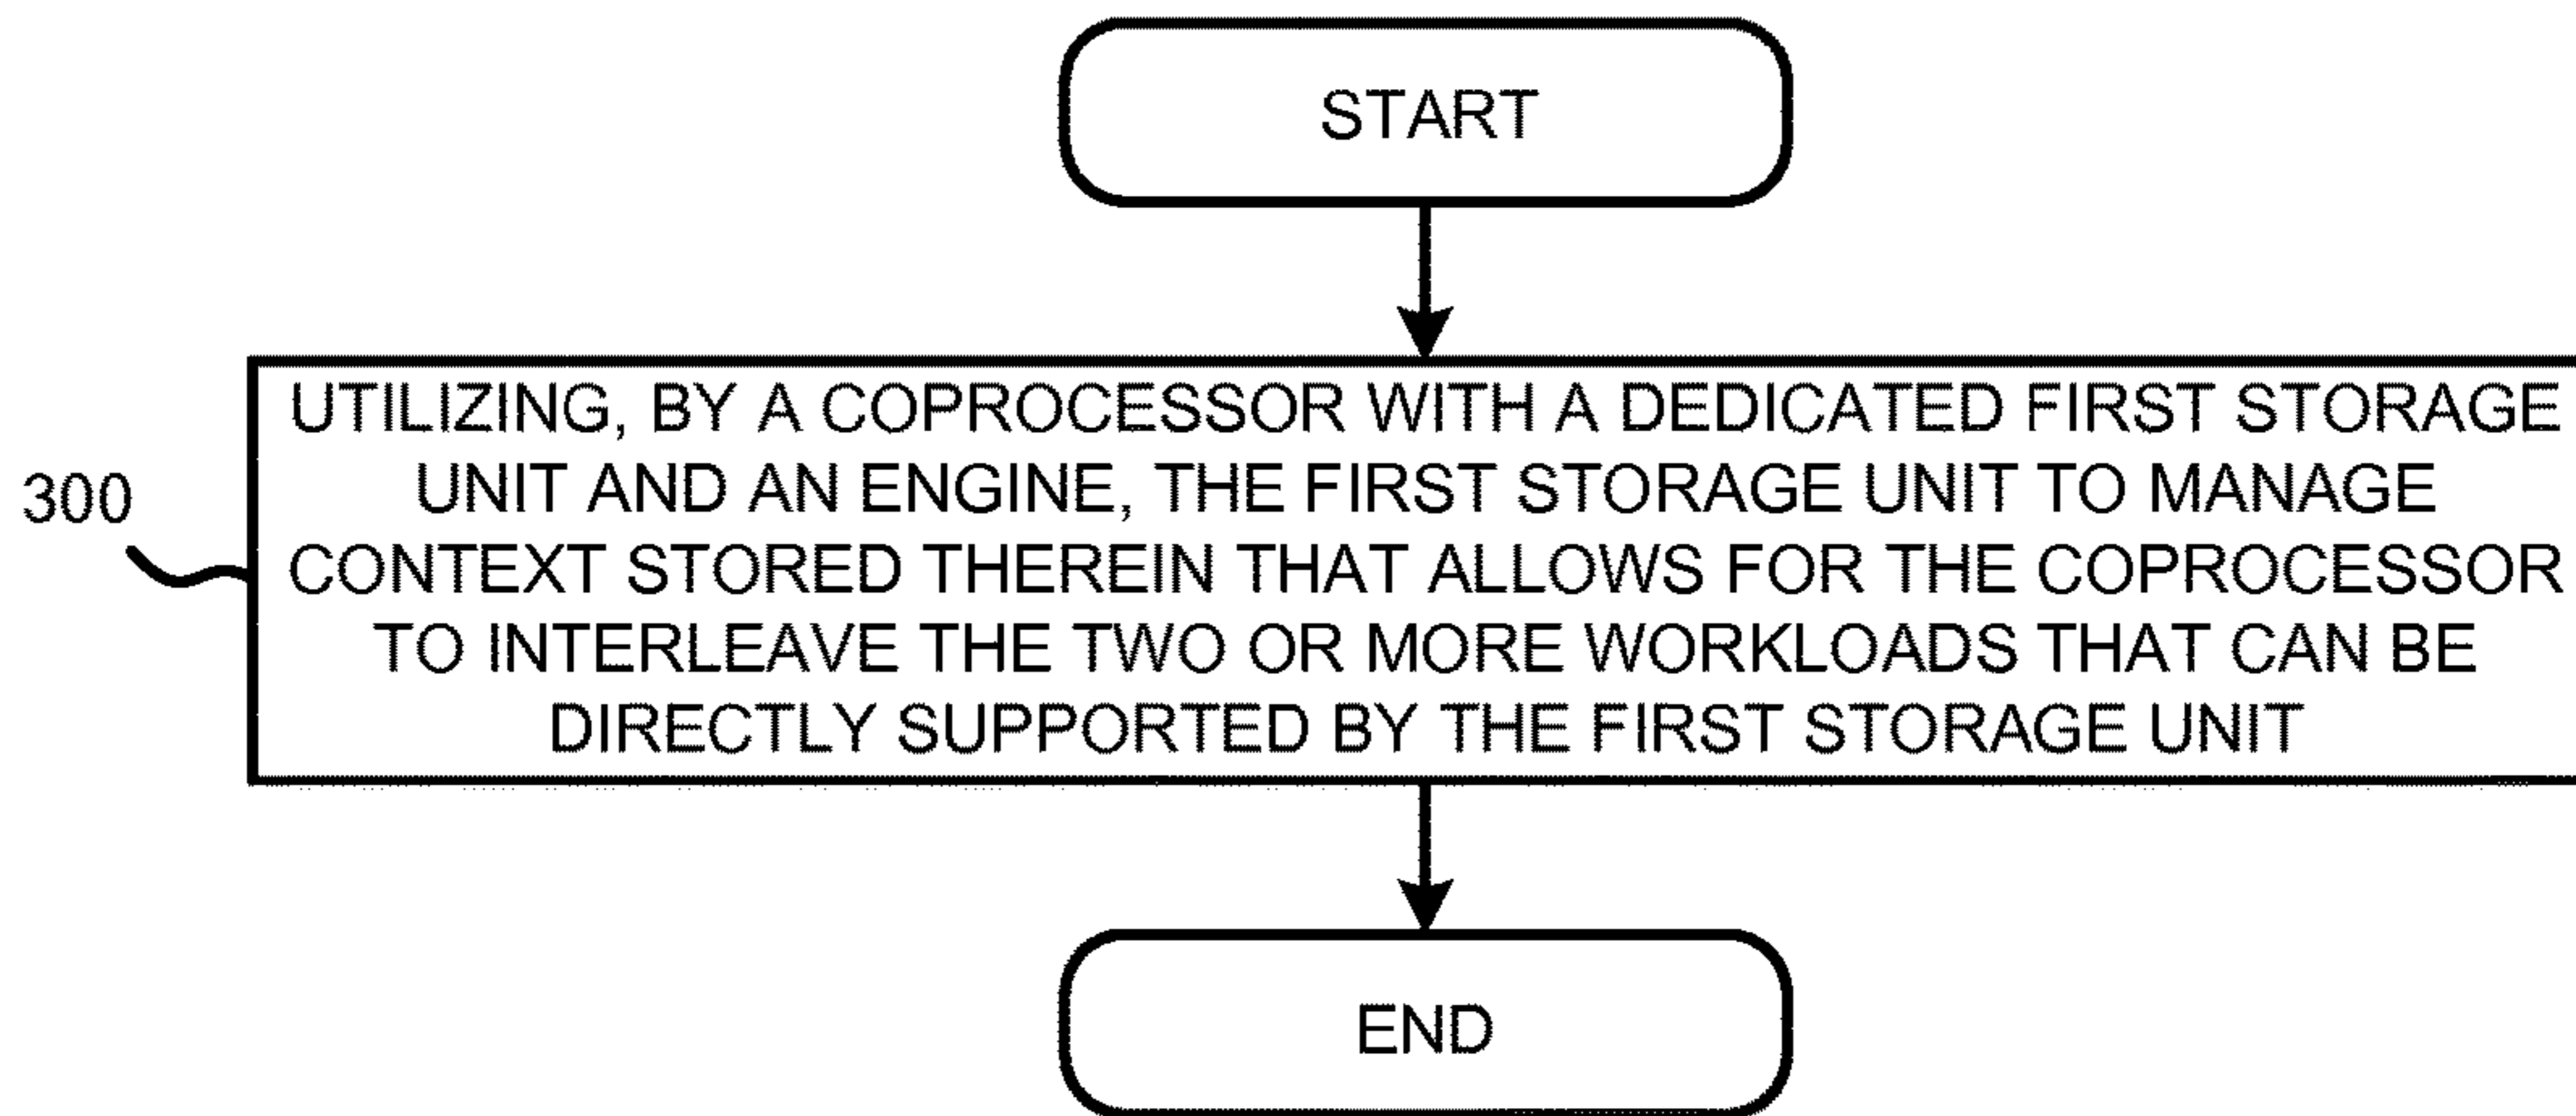 START
UTILIZING, BY A COPROCESSOR WITH A DEDICATED FIRST STORAGE
UNIT AND AN ENGINE, THE FIRST STORAGE UNIT TO MANAGE
300
CONTEXT STORED THEREIN THAT ALLOWS FOR THE COPROCESSOR
TO INTERLEAVE THE TWO OR MORE WORKLOADS THAT CAN BE
DIRECTLY SUPPORTED BY THE FIRST STORAGE UNIT
END